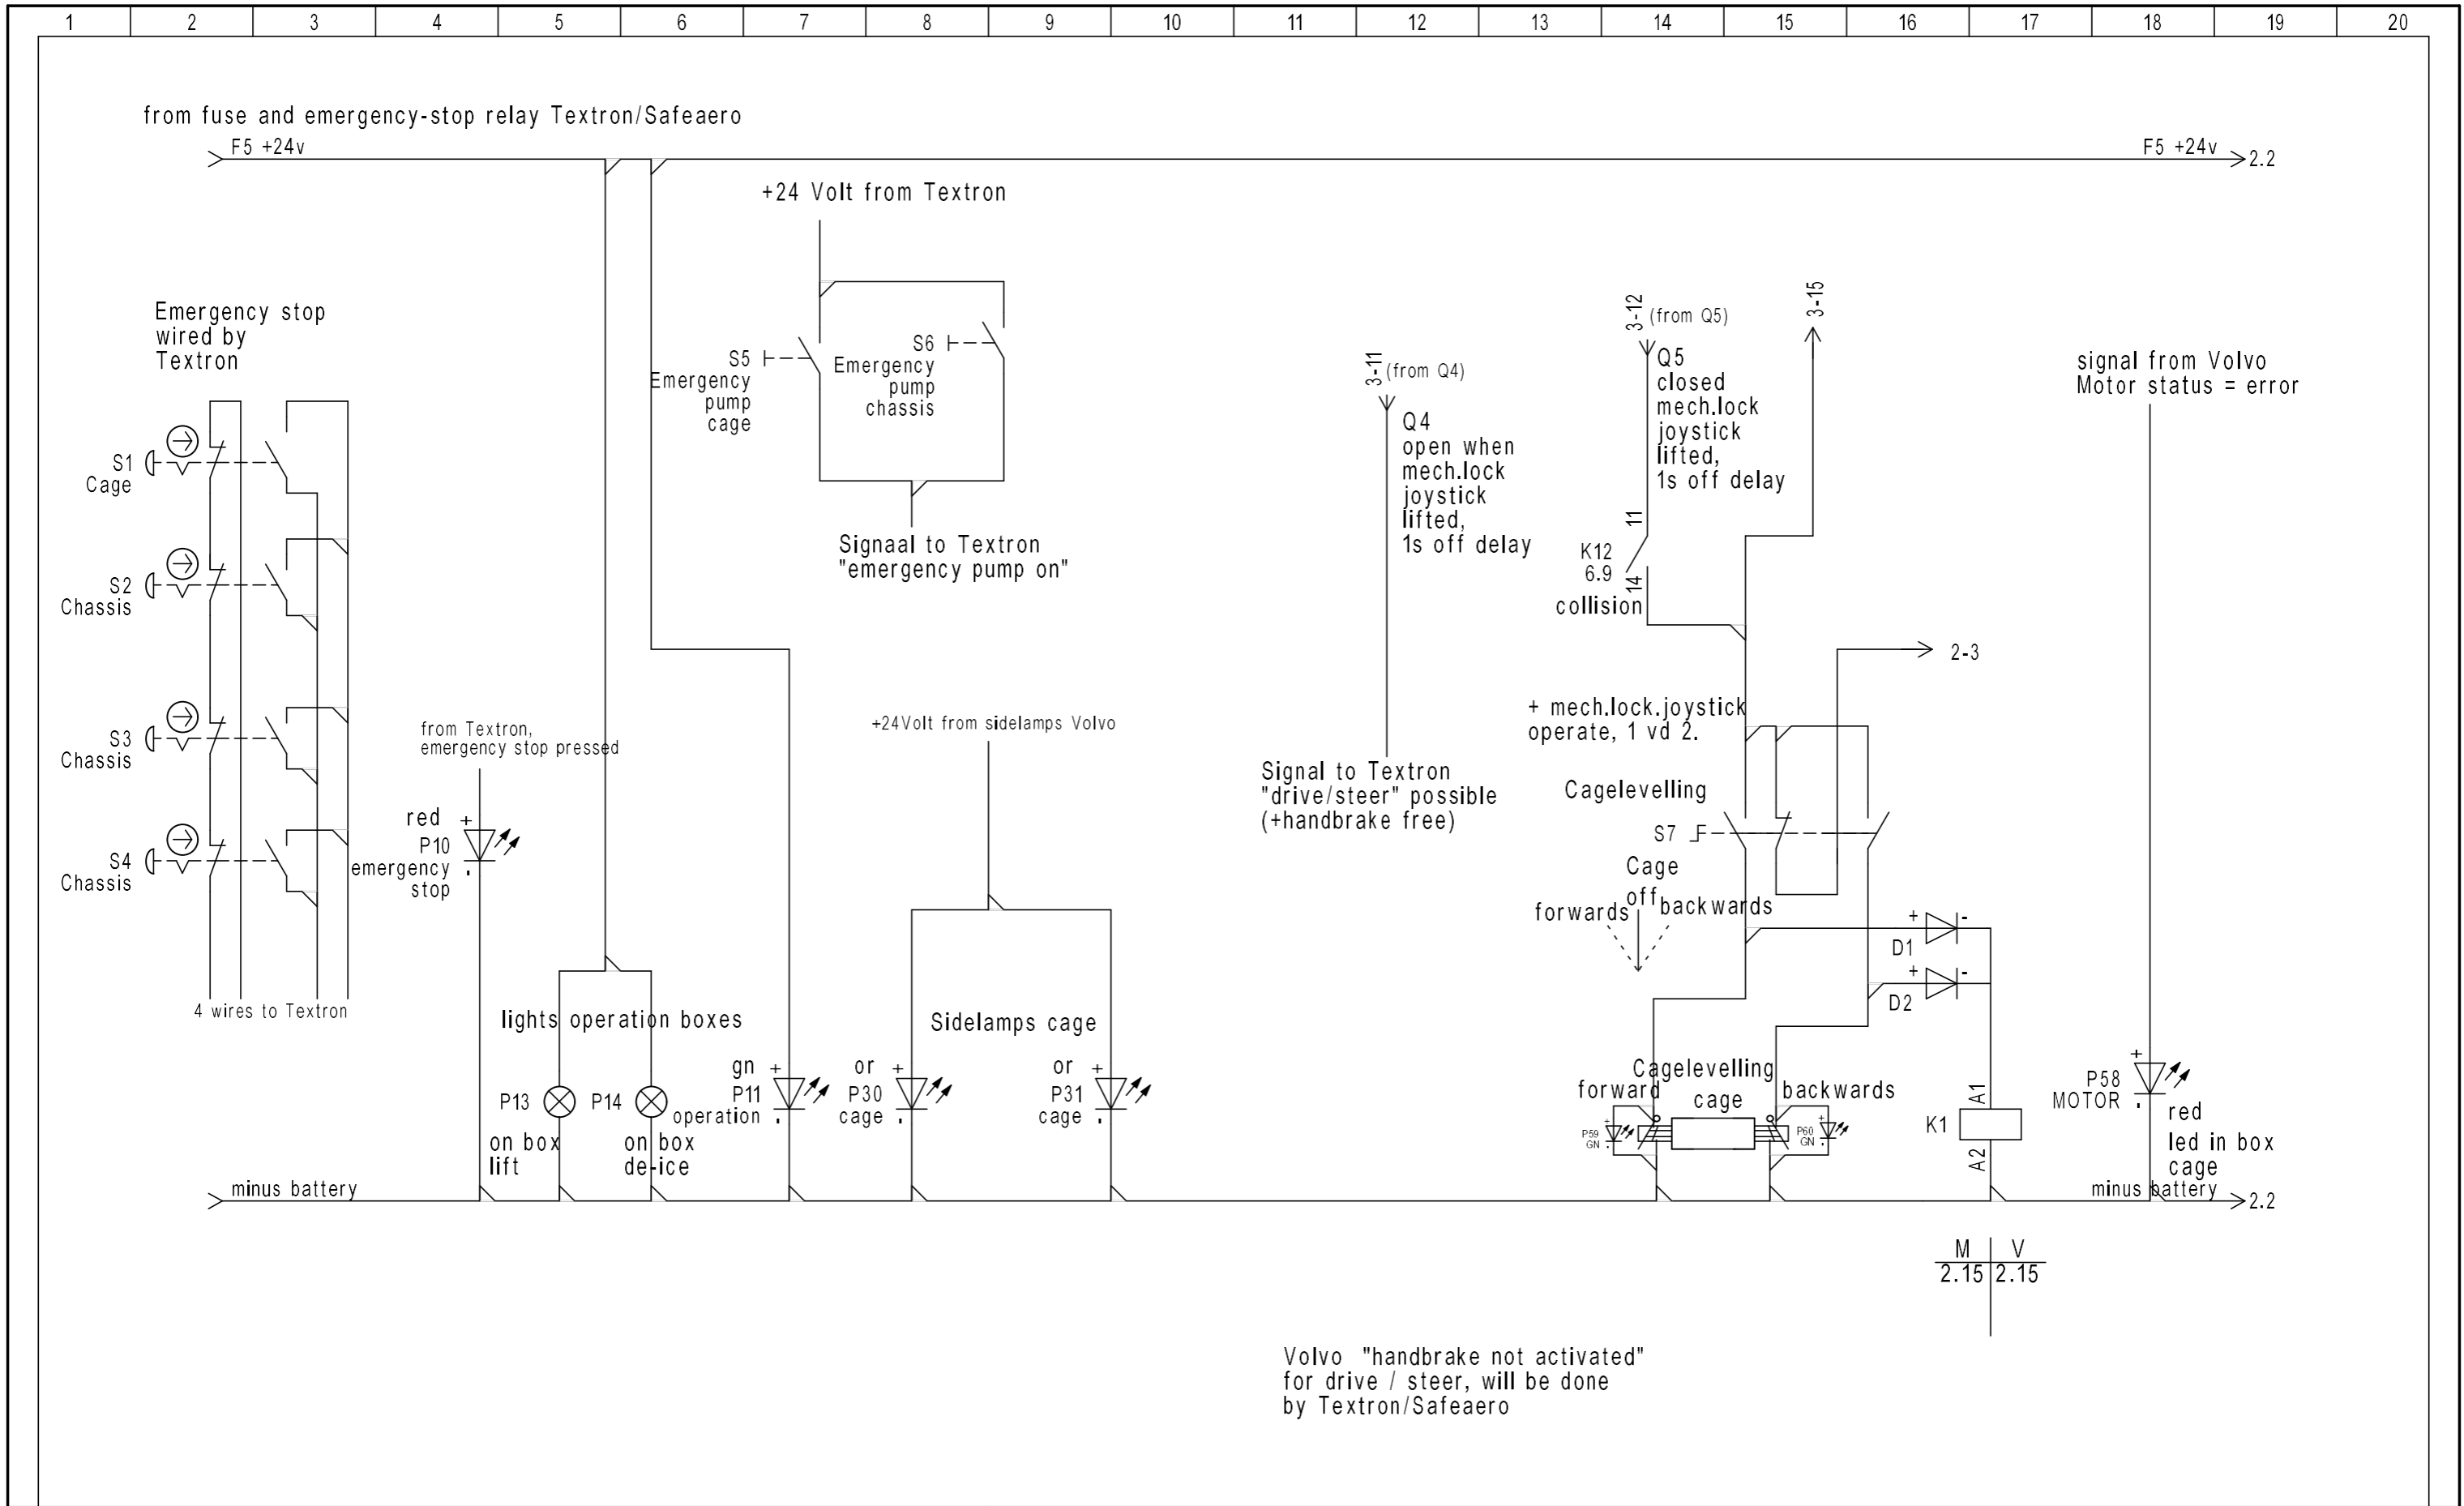 1 2 3 4 5 6 7 8 9 10 11 12 13 14 15 16 17 18 19 20
from fuse and emergency-stop relay Textron/Safeaero
F5 +24v
F5 +24v
2.2
+24 Volt from Textron
Emergency stop
wired by
Textron
S1
Cage
S2
Chassis
S3
Chassis
S4
Chassis
4 wires to Textron
from Textron,
emergency stop pressed
red
+
P10
emergency
stop
-
S5
Emergency
pump
cage
S6
Emergency
pump
chassis
Signaal to Textron
"emergency pump on"
lights operation boxes
P13
on box
lift
P14
on box
de-ice
gn
+
P11
operation
-
+24Volt from sidelamps Volvo
Sidelamps cage
or
+
P30
cage
-
or
+
P31
cage
-
3-11
(from Q4)
Q4
open when
mech.lock
joystick
lifted,
1s off delay
Signal to Textron
"drive/steer" possible
(+handbrake free)
3-12
(from Q5)
Q5
closed
mech.lock
joystick
lifted,
1s off delay
3-15
11
K12
6.9
14
collision
2-3
+ mech.lock.joystick
operate, 1 vd 2.
Cagelevelling
S7
Cage
off
forwards
backwards
+
-
D1
+
-
D2
Cagelevelling
cage
forward
backwards
+
P59
GN
-
+
P60
GN
-
A1
K1
A2
signal from Volvo
Motor status = error
+
P58
MOTOR
-
red
led in box
cage
minus battery
minus battery
2.2
M V
2.15 2.15
Volvo "handbrake not activated"
for drive / steer, will be done
by Textron/Safeaero